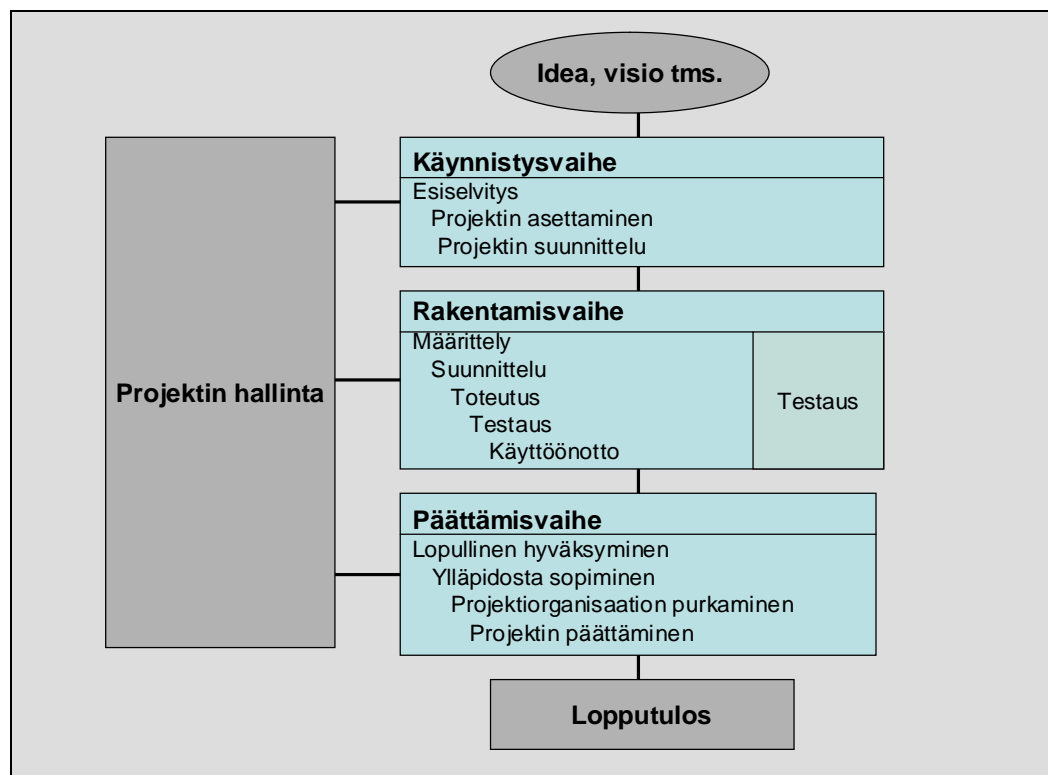 Idea, visio tms.
Projektin hallinta
Käynnistysvaihe
Esiselvitys
Projektin asettaminen
Projektin suunnittelu
Rakentamisvaihe
Määrittely
Suunnittelu
Toteutus
Testaus
Käyttöönotto
Testaus
Päättämisvaihe
Lopullinen hyväksyminen
Ylläpidosta sopiminen
Projektiorganisaation purkaminen
Projektin päättäminen
Lopputulos